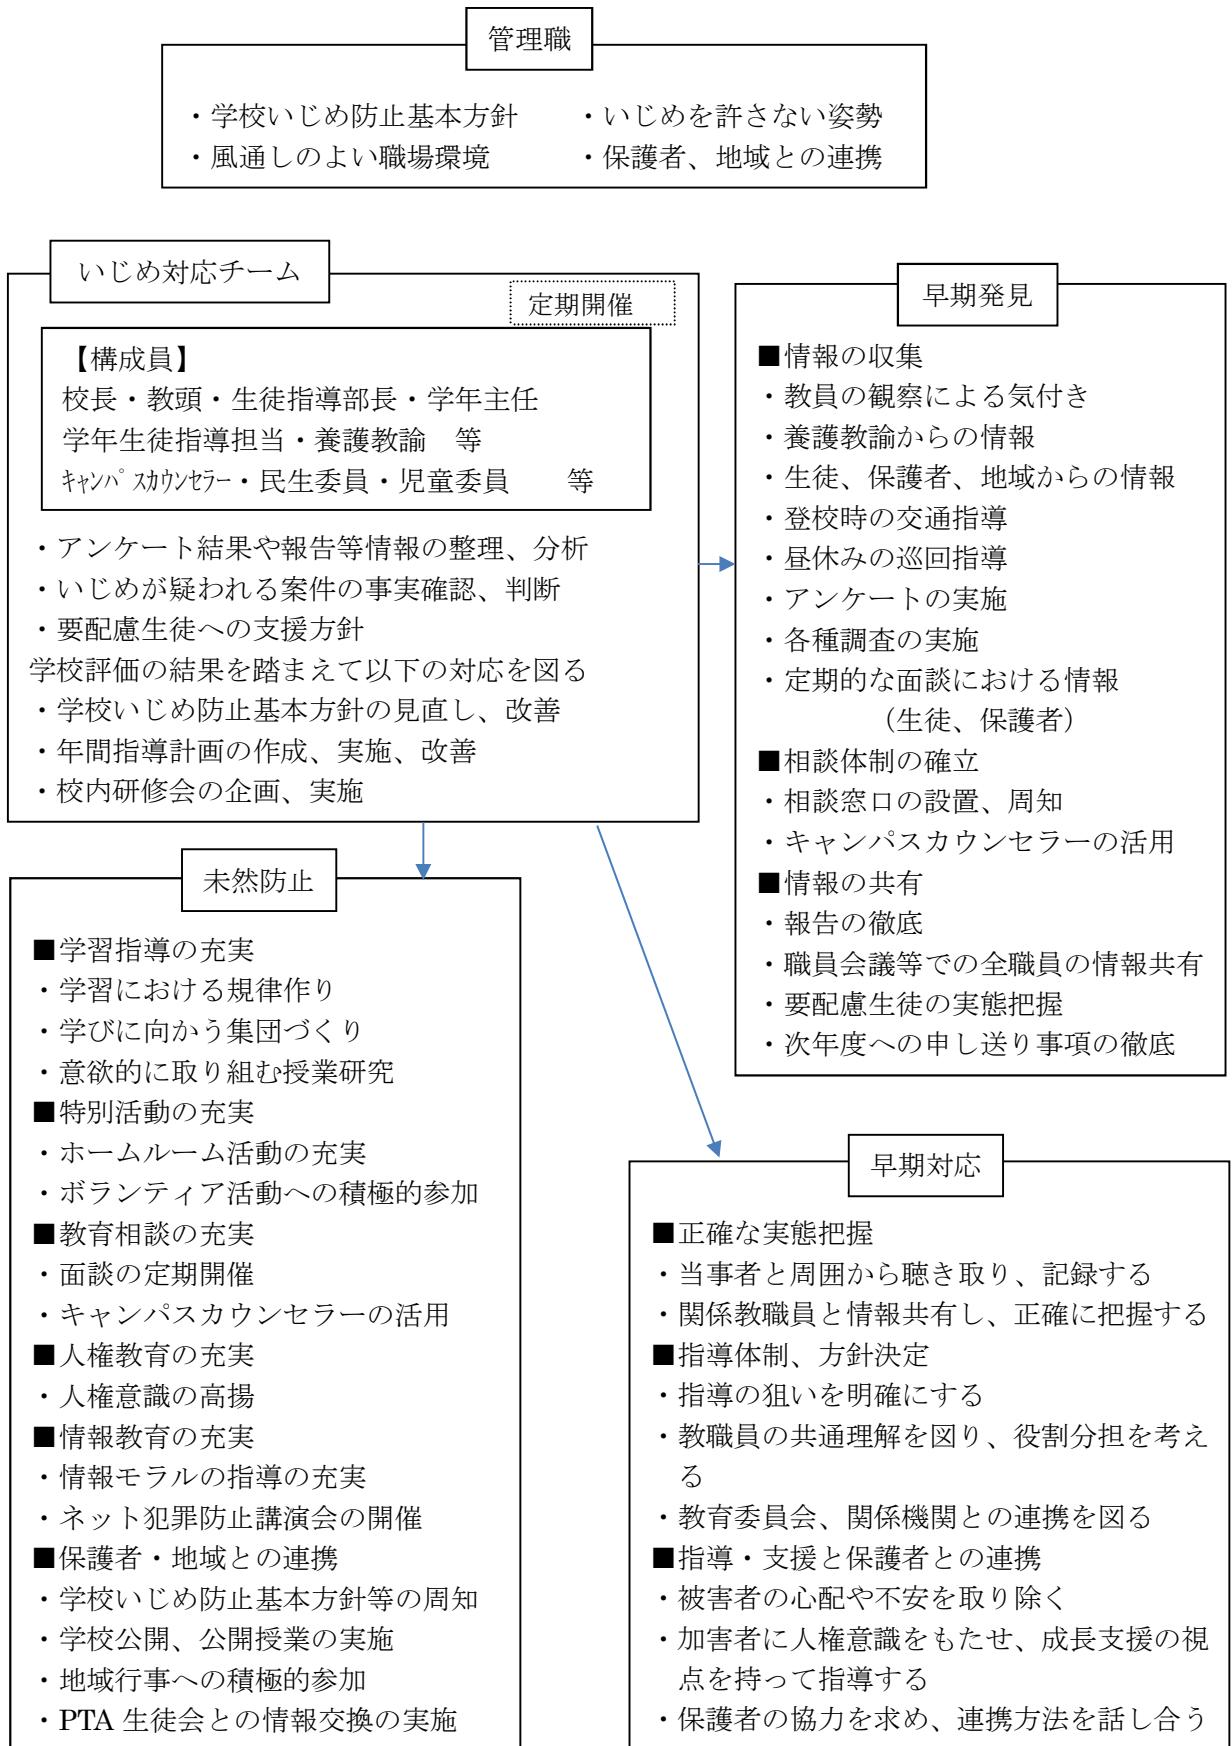 管理職
・学校いじめ防止基本方針　　・いじめを許さない姿勢
・風通しのよい職場環境　　　・保護者、地域との連携
いじめ対応チーム
定期開催
【構成員】
校長・教頭・生徒指導部長・学年主任
学年生徒指導担当・養護教諭　等
ｷｬﾝﾊﾟｽｶｳﾝｾﾗｰ・民生委員・児童委員　　等
・アンケート結果や報告等情報の整理、分析
・いじめが疑われる案件の事実確認、判断
・要配慮生徒への支援方針
学校評価の結果を踏まえて以下の対応を図る
・学校いじめ防止基本方針の見直し、改善
・年間指導計画の作成、実施、改善
・校内研修会の企画、実施
早期発見
■情報の収集
・教員の観察による気付き
・養護教諭からの情報
・生徒、保護者、地域からの情報
・登校時の交通指導
・昼休みの巡回指導
・アンケートの実施
・各種調査の実施
・定期的な面談における情報
（生徒、保護者）
■相談体制の確立
・相談窓口の設置、周知
・キャンパスカウンセラーの活用
■情報の共有
・報告の徹底
・職員会議等での全職員の情報共有
・要配慮生徒の実態把握
・次年度への申し送り事項の徹底
未然防止
■学習指導の充実
・学習における規律作り
・学びに向かう集団づくり
・意欲的に取り組む授業研究
■特別活動の充実
・ホームルーム活動の充実
・ボランティア活動への積極的参加
■教育相談の充実
・面談の定期開催
・キャンパスカウンセラーの活用
■人権教育の充実
・人権意識の高揚
■情報教育の充実
・情報モラルの指導の充実
・ネット犯罪防止講演会の開催
■保護者・地域との連携
・学校いじめ防止基本方針等の周知
・学校公開、公開授業の実施
・地域行事への積極的参加
・PTA 生徒会との情報交換の実施
早期対応
■正確な実態把握
・当事者と周囲から聴き取り、記録する
・関係教職員と情報共有し、正確に把握する
■指導体制、方針決定
・指導の狙いを明確にする
・教職員の共通理解を図り、役割分担を考え
る
・教育委員会、関係機関との連携を図る
■指導・支援と保護者との連携
・被害者の心配や不安を取り除く
・加害者に人権意識をもたせ、成長支援の視
点を持って指導する
・保護者の協力を求め、連携方法を話し合う